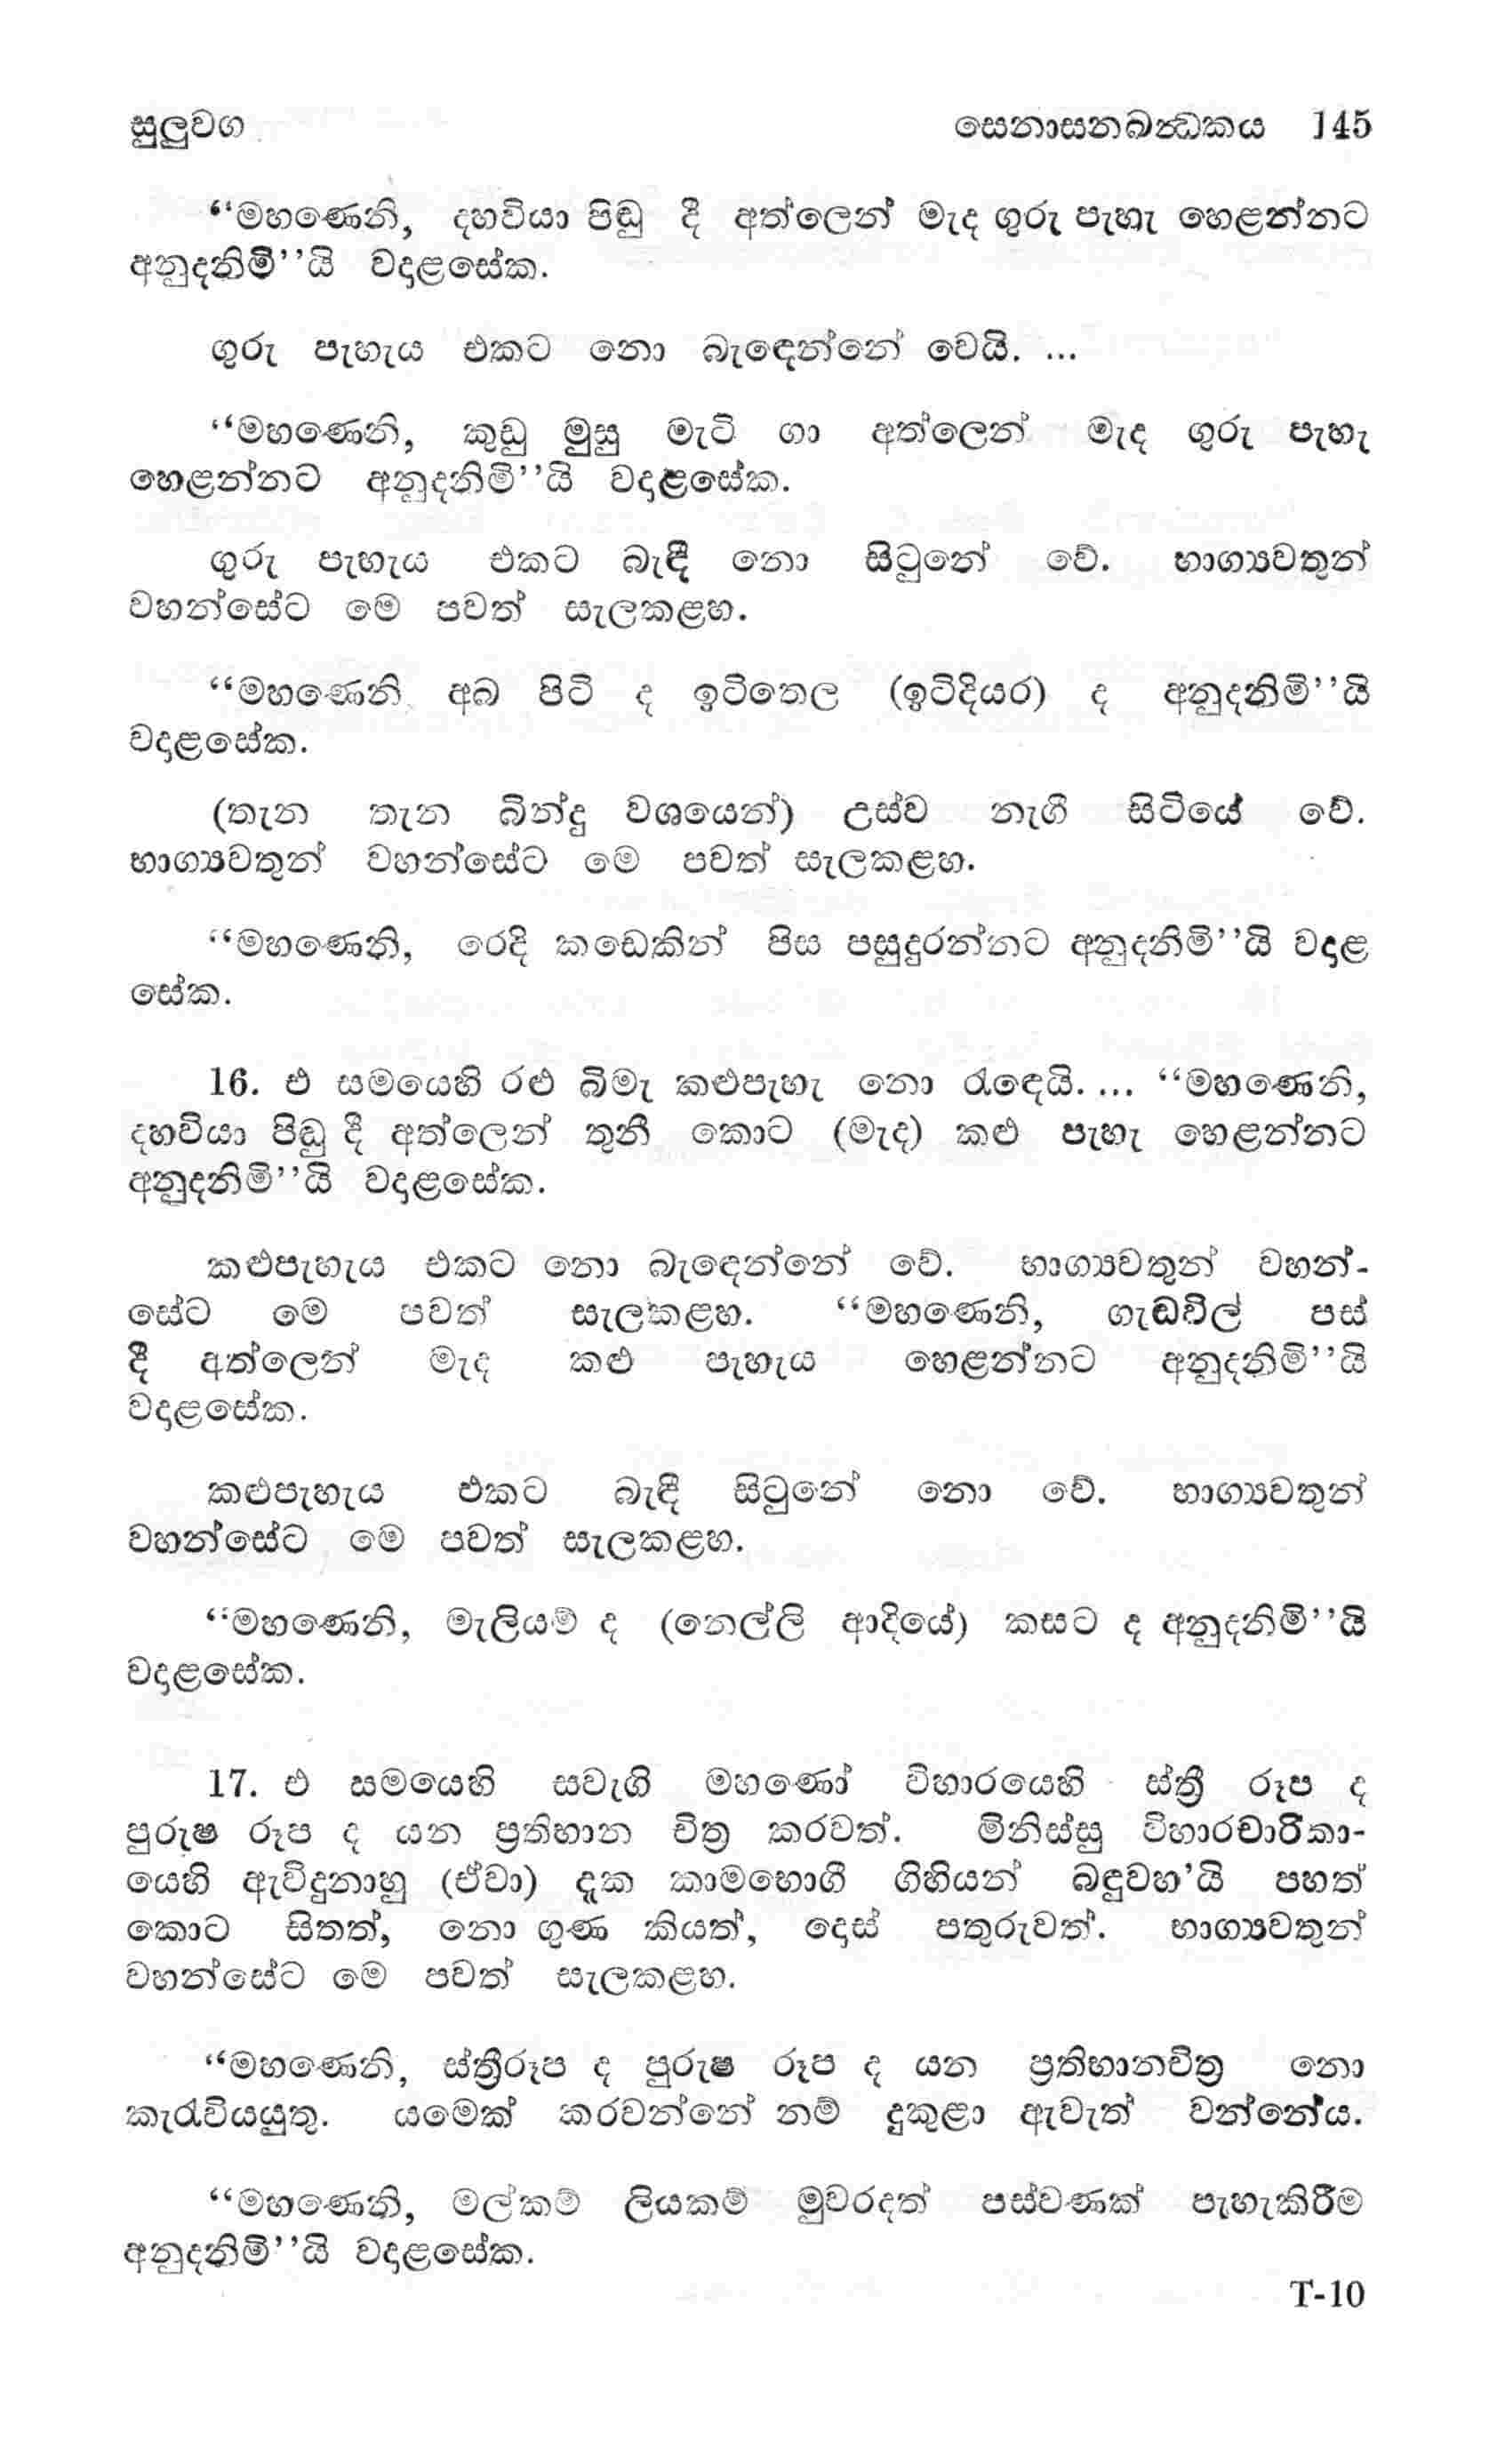 සුලුවග සෙනාසනඛන්‍ධකය 145
‘‘මහණෙනි, දහවියා පිඬු දී අත්ලෙන් මැද ගුරු පැහැ හෙළන්නට
අනුදනිමි’’යි වදාළසේක.
ගුරු පැහැය එකට නො බැඳෙන්නේ වෙයි. ...
‘‘මහණෙනි, කුඩු මුසු මැටි ගා අත්ලෙන් මැද ගුරු පැහැ
හෙළන්නට අනුදනිමි’’යි වදාළසේක.
ගුරු පැහැය එකට බැඳී නො සිටුනේ වේ. භාග්‍යවතුන්
වහන්සේට මෙ පවත් සැලකළහ.
‘‘මහණෙනි අබ පිටි ද ඉටිතෙල (ඉටිදියර) ද අනුදනිමි’’යි
වදාළසේක.
(තැන තැන බින්දු වශයෙන්) උස්ව නැගී සිටියේ වේ.
භාග්‍යවතුන් වහන්සේට මෙ පවත් සැලකළහ.
‘‘මහණෙනි, රෙදි කඩෙකින් පිස පසුදුරන්නට අනුදනිමි’’යි වදාළ
සේක.
16. එ සමයෙහි රළු බිමැ කළුපැහැ නො රැඳෙයි. ... ‘‘මහණෙනි,
දහවියා පිඬු දී අත්ලෙන් තුනී කොට (මැද) කළු පැහැ හෙළන්නට
අනුදනිමි’’යි වදාළසේක.
කළුපැහැය එකට නො බැඳෙන්නේ වේ. භාග්‍යවතුන් වහන්-
සේට මෙ පවත් සැලකළහ. ‘‘මහණෙනි, ගැඬවිල් පස්
දී අත්ලෙන් මැද කළු පැහැය හෙළන්නට අනුදනිමි’’යි
වදාළසේක.
කළුපැහැය එකට බැඳී සිටුනේ නො වේ. භාග්‍යවතුන්
වහන්සේට මෙ පවත් සැලකළහ.
‘‘මහණෙනි, මැලියම් ද (නෙල්ලි ආදියේ) කසට ද අනුදනිමි’’යි
වදාළසේක.
17. එ සමයෙහි සවැගි මහණෝ විහාරයෙහි ස්ත්‍රී රූප ද
පුරුෂ රූප ද යන ප්‍රතිභාන චිත්‍ර කරවත්. මිනිස්සු විහාරචාරිකා-
යෙහි ඇවිදුනාහු (ඒවා) දැක කාමභොගී ගිහියන් බඳුවහ’යි පහත්
කොට සිතත්, නො ගුණ කියත්, දෙස් පතුරුවත්. භාග්‍යවතුන්
වහන්සේට මෙ පවත් සැලකළහ.
‘‘මහණෙනි, ස්ත්‍රීරූප ද පුරුෂ රූප ද යන ප්‍රතිභානචිත්‍ර නො
කැරැවියයුතු. යමෙක් කරවන්නේ නම් දුකුළා ඇවැත් වන්නේය.
‘‘මහණෙනි, මල්කම් ලියකම් මුවරදත් පස්වණක් පැහැකිරීම
අනුදනිමි’’යි වදාළසේක.
T-10